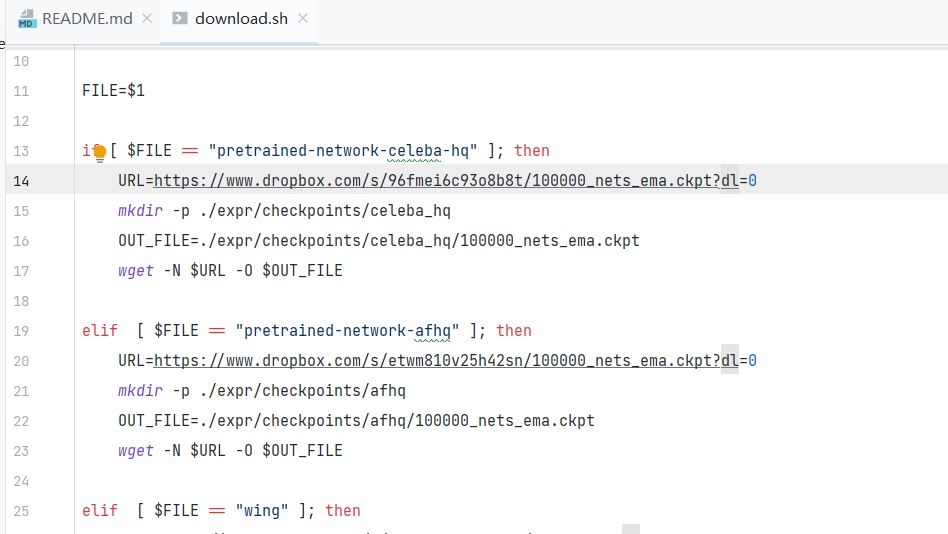 README.md
download.sh
10
11 FILE=$1
12
13 if [ $FILE == "pretrained-network-celeba-hq" ]; then
14 URL=https://www.dropbox.com/s/96fmei6c93o8b8t/100000_nets_ema.ckpt?dl=0
15 mkdir -p ./expr/checkpoints/celeba_hq
16 OUT_FILE=./expr/checkpoints/celeba_hq/100000_nets_ema.ckpt
17 wget -N $URL -O $OUT_FILE
18
19 elif [ $FILE == "pretrained-network-afhq" ]; then
20 URL=https://www.dropbox.com/s/etwm810v25h42sn/100000_nets_ema.ckpt?dl=0
21 mkdir -p ./expr/checkpoints/afhq
22 OUT_FILE=./expr/checkpoints/afhq/100000_nets_ema.ckpt
23 wget -N $URL -O $OUT_FILE
24
25 elif [ $FILE == "wing" ]; then